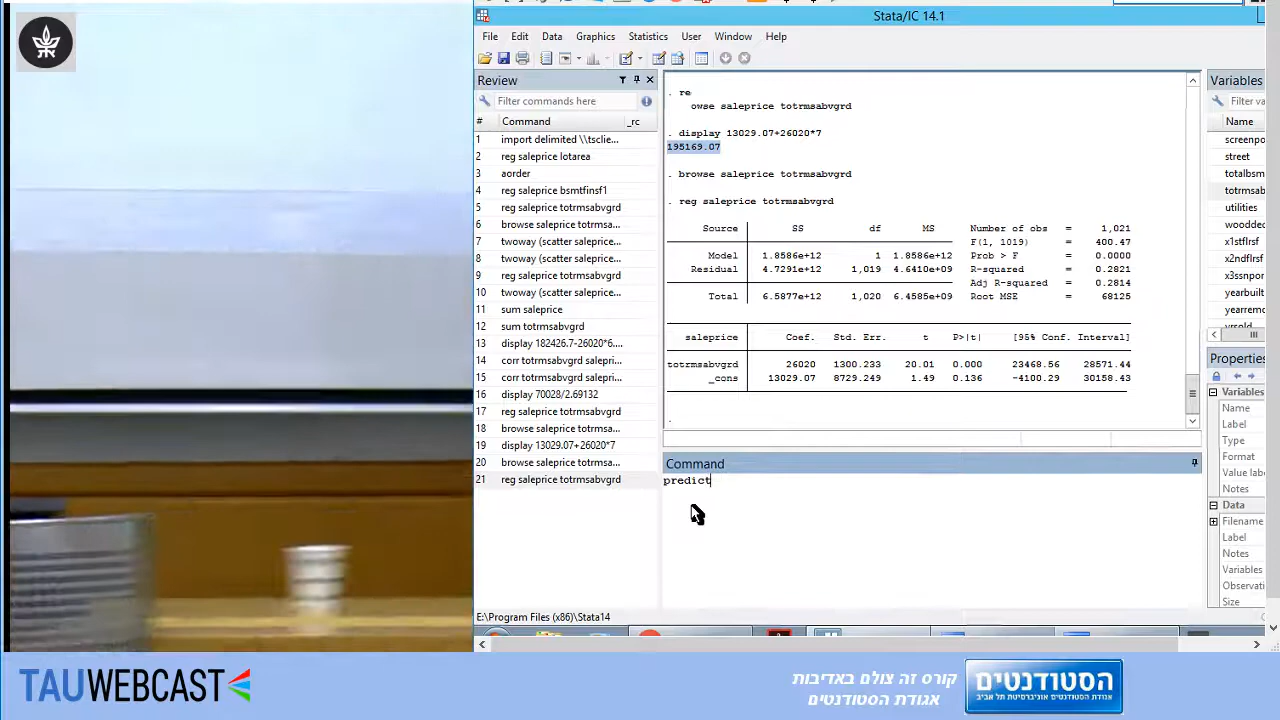 Stata/IC 14.1
File Edit Data Graphics Statistics User Window Help
Review
Filter commands here
# Command _rc
1 import delimited \\tsclie...
2 reg saleprice lotarea
3 aorder
4 reg saleprice bsmtfinsf1
5 reg saleprice totrmsabvgrd
6 browse saleprice totrmsa...
7 twoway (scatter saleprice...
8 twoway (scatter saleprice...
9 reg saleprice totrmsabvgrd
10 twoway (scatter saleprice...
11 sum saleprice
12 sum totrmsabvgrd
13 display 182426.7-26020*6....
14 corr totrmsabvgrd salepri...
15 corr totrmsabvgrd salepri...
16 display 70028/2.69132
17 reg saleprice totrmsabvgrd
18 browse saleprice totrmsa...
19 display 13029.07+26020*7
20 browse saleprice totrmsa...
21 reg saleprice totrmsabvgrd
. re
owse saleprice totrmsabvgrd
. display 13029.07+26020*7
195169.07
. browse saleprice totrmsabvgrd
. reg saleprice totrmsabvgrd
Source SS df MS Number of obs = 1,021
F(1, 1019) = 400.47
Model 1.8586e+12 1 1.8586e+12 Prob > F = 0.0000
Residual 4.7291e+12 1,019 4.6410e+09 R-squared = 0.2821
Adj R-squared = 0.2814
Total 6.5877e+12 1,020 6.4585e+09 Root MSE = 68125
saleprice Coef. Std. Err. t P>|t| [95% Conf. Interval]
totrmsabvgrd 26020 1300.233 20.01 0.000 23468.56 28571.44
_cons 13029.07 8729.249 1.49 0.136 -4100.29 30158.43
.
Command
predict
Variables
Filter va
Name
screenpo
street
totalbsm
totrmsab
utilities
woodded
x1stflrsf
x2ndflrsf
x3ssnpor
yearbuilt
yearremo
yrsold
Properties
Variables
Name
Label
Type
Format
Value lab
Notes
Data
Filename
Label
Notes
Variables
Observati
Size
E:\Program Files (x86)\Stata14
TAUWEBCAST
קורס זה צולם באדיבות
אגודת הסטודנטים
הסטודנטים
אגודת הסטודנטים אוניברסיטת תל אביב